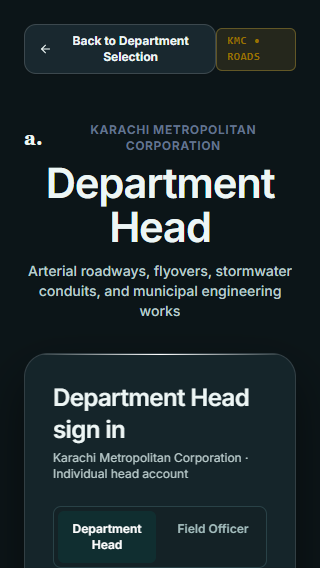 Back to Department
Selection
KMC •
ROADS
a.
KARACHI METROPOLITAN
CORPORATION
Department
Head
Arterial roadways, flyovers, stormwater
conduits, and municipal engineering
works
Department Head
sign in
Karachi Metropolitan Corporation ·
Individual head account
Department
Head
Field Officer